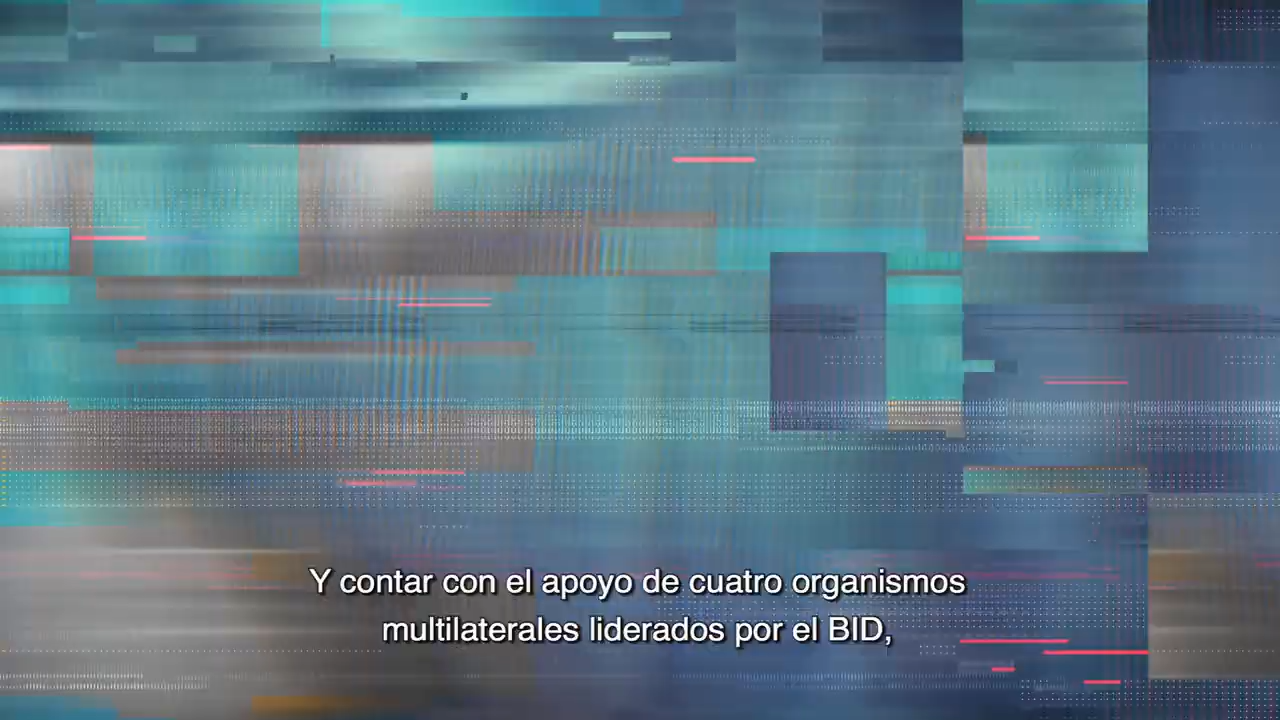 Y contar con el apoyo de cuatro organismos
multilaterales liderados por el BID,